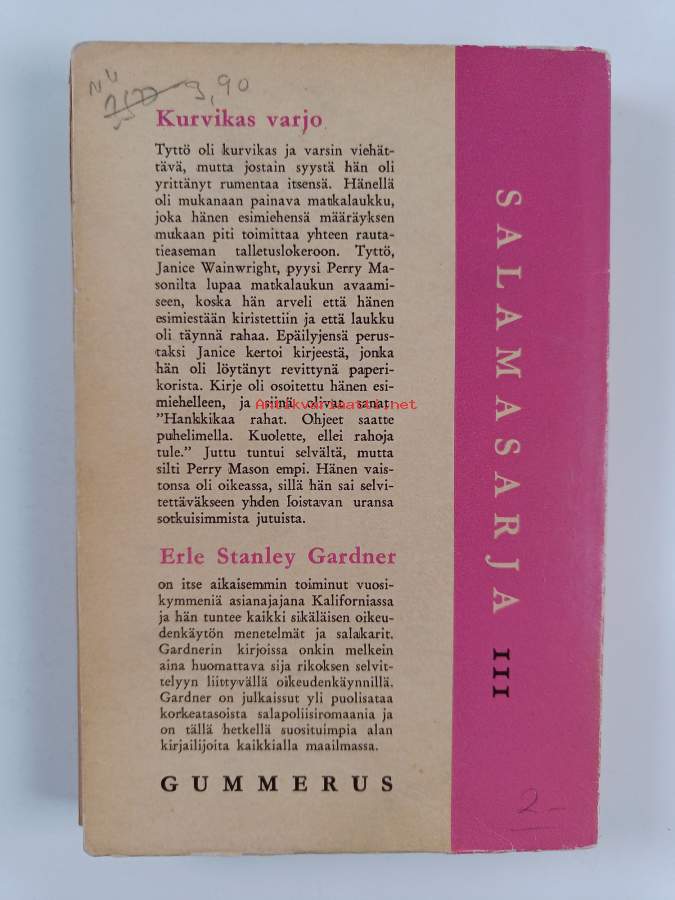 3,90
Kurvikas varjo
Tyttö oli kurvikas ja varsin viehät-
tävä, mutta jostain syystä hän oli
yrittänyt rumentaa itsensä. Hänellä
oli mukanaan painava matkalaukku,
joka hänen esimiehensä määräyksen
mukaan piti toimittaa yhteen rauta-
tieaseman talletuslokeroon. Tyttö,
Janice Wainwright, pyysi Perry Ma-
sonilta lupaa matkalaukun avaami-
seen, koska hän arveli että hänen
esimiestään kiristettiin ja että laukku
oli täynnä rahaa. Epäilyjensä perus-
taksi Janice kertoi kirjeestä, jonka
hän oli löytänyt revittynä paperi-
korista. Kirje oli osoitettu hänen esi-
miehelleen, ja siinä olivat sanat:
"Hankkikaa rahat. Ohjeet saatte
puhelimella. Kuolette, ellei rahoja
tule." Juttu tuntui selvältä, mutta
silti Perry Mason empi. Hänen vais-
tonsa oli oikeassa, sillä hän sai selvi-
tettäväkseen yhden loistavan uransa
sotkuisimmista jutuista.
Antikvariaatti.net
Erle Stanley Gardner
on itse aikaisemmin toiminut vuosi-
kymmeniä asianajajana Kaliforniassa
ja hän tuntee kaikki sikäläisen oikeu-
denkäytön menetelmät ja salakarit.
Gardnerin kirjoissa onkin melkein
aina huomattava sija rikoksen selvit-
telyyn liittyvällä oikeudenkäynnillä.
Gardner on julkaissut yli puolisataa
korkeatasoista salapoliisiromaania ja
on tällä hetkellä suosituimpia alan
kirjailijoita kaikkialla maailmassa.
GUMMERUS
SALAMASARJA III
2-